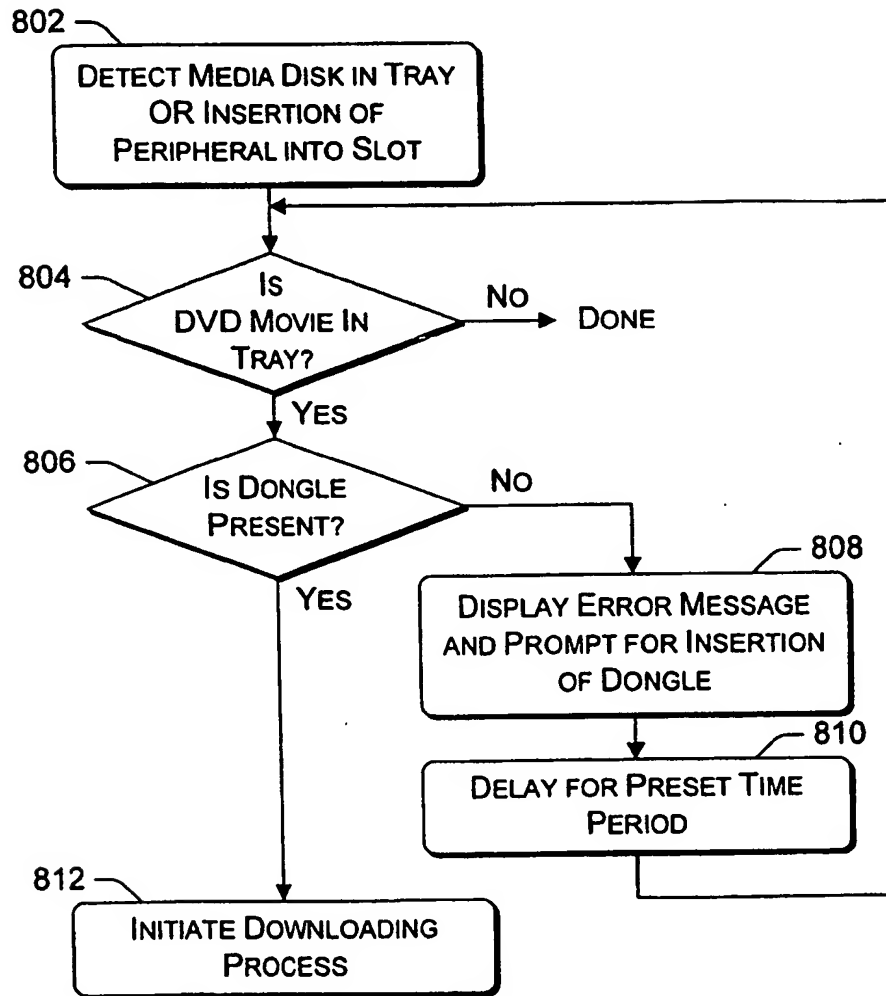 802
DETECT MEDIA DISK IN TRAY
OR INSERTION OF
PERIPHERAL INTO SLOT
804
IS
DVD MOVIE IN
TRAY?
NO
DONE
YES
806
IS DONGLE
PRESENT?
NO
YES
808
DISPLAY ERROR MESSAGE
AND PROMPT FOR INSERTION
OF DONGLE
810
DELAY FOR PRESET TIME
PERIOD
812
INITIATE DOWNLOADING
PROCESS